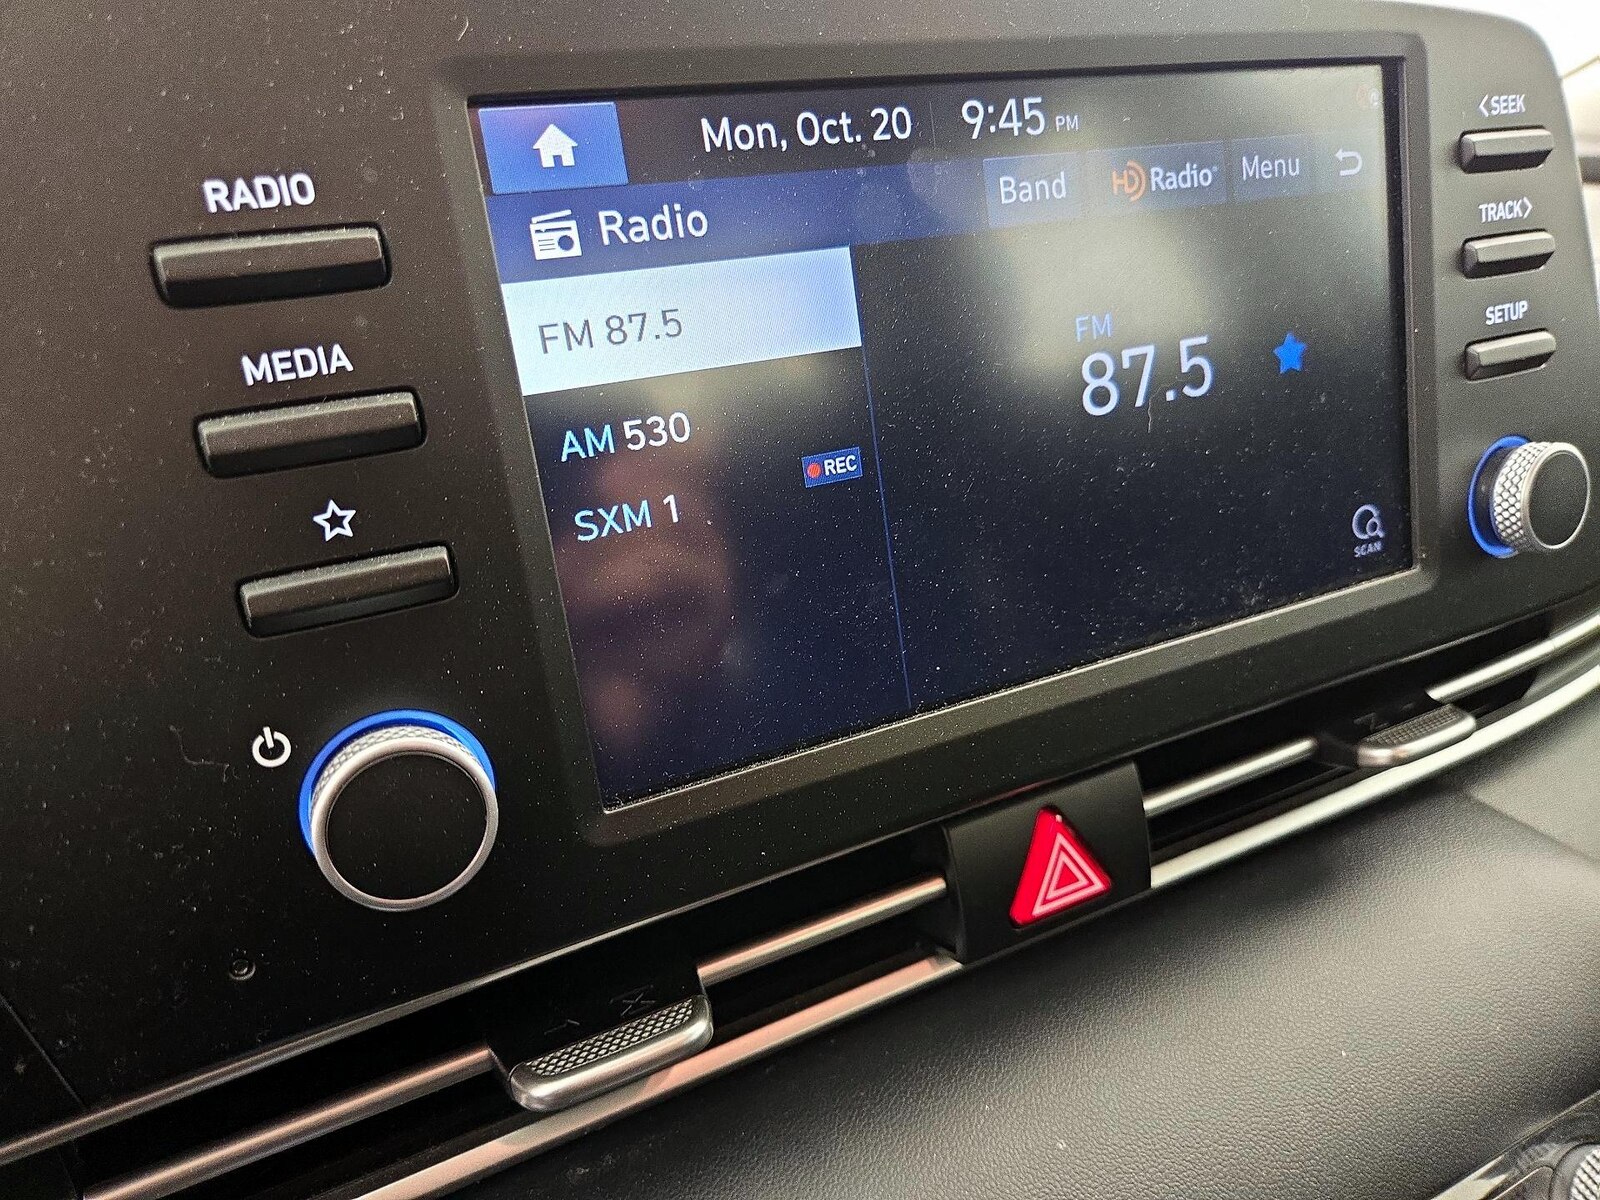 RADIO
MEDIA
Mon, Oct. 20 9:45 PM
Radio
Band HD Radio Menu
FM 87.5
AM 530
REC
SXM 1
FM
87.5
SCAN
<SEEK
TRACK>
SETUP